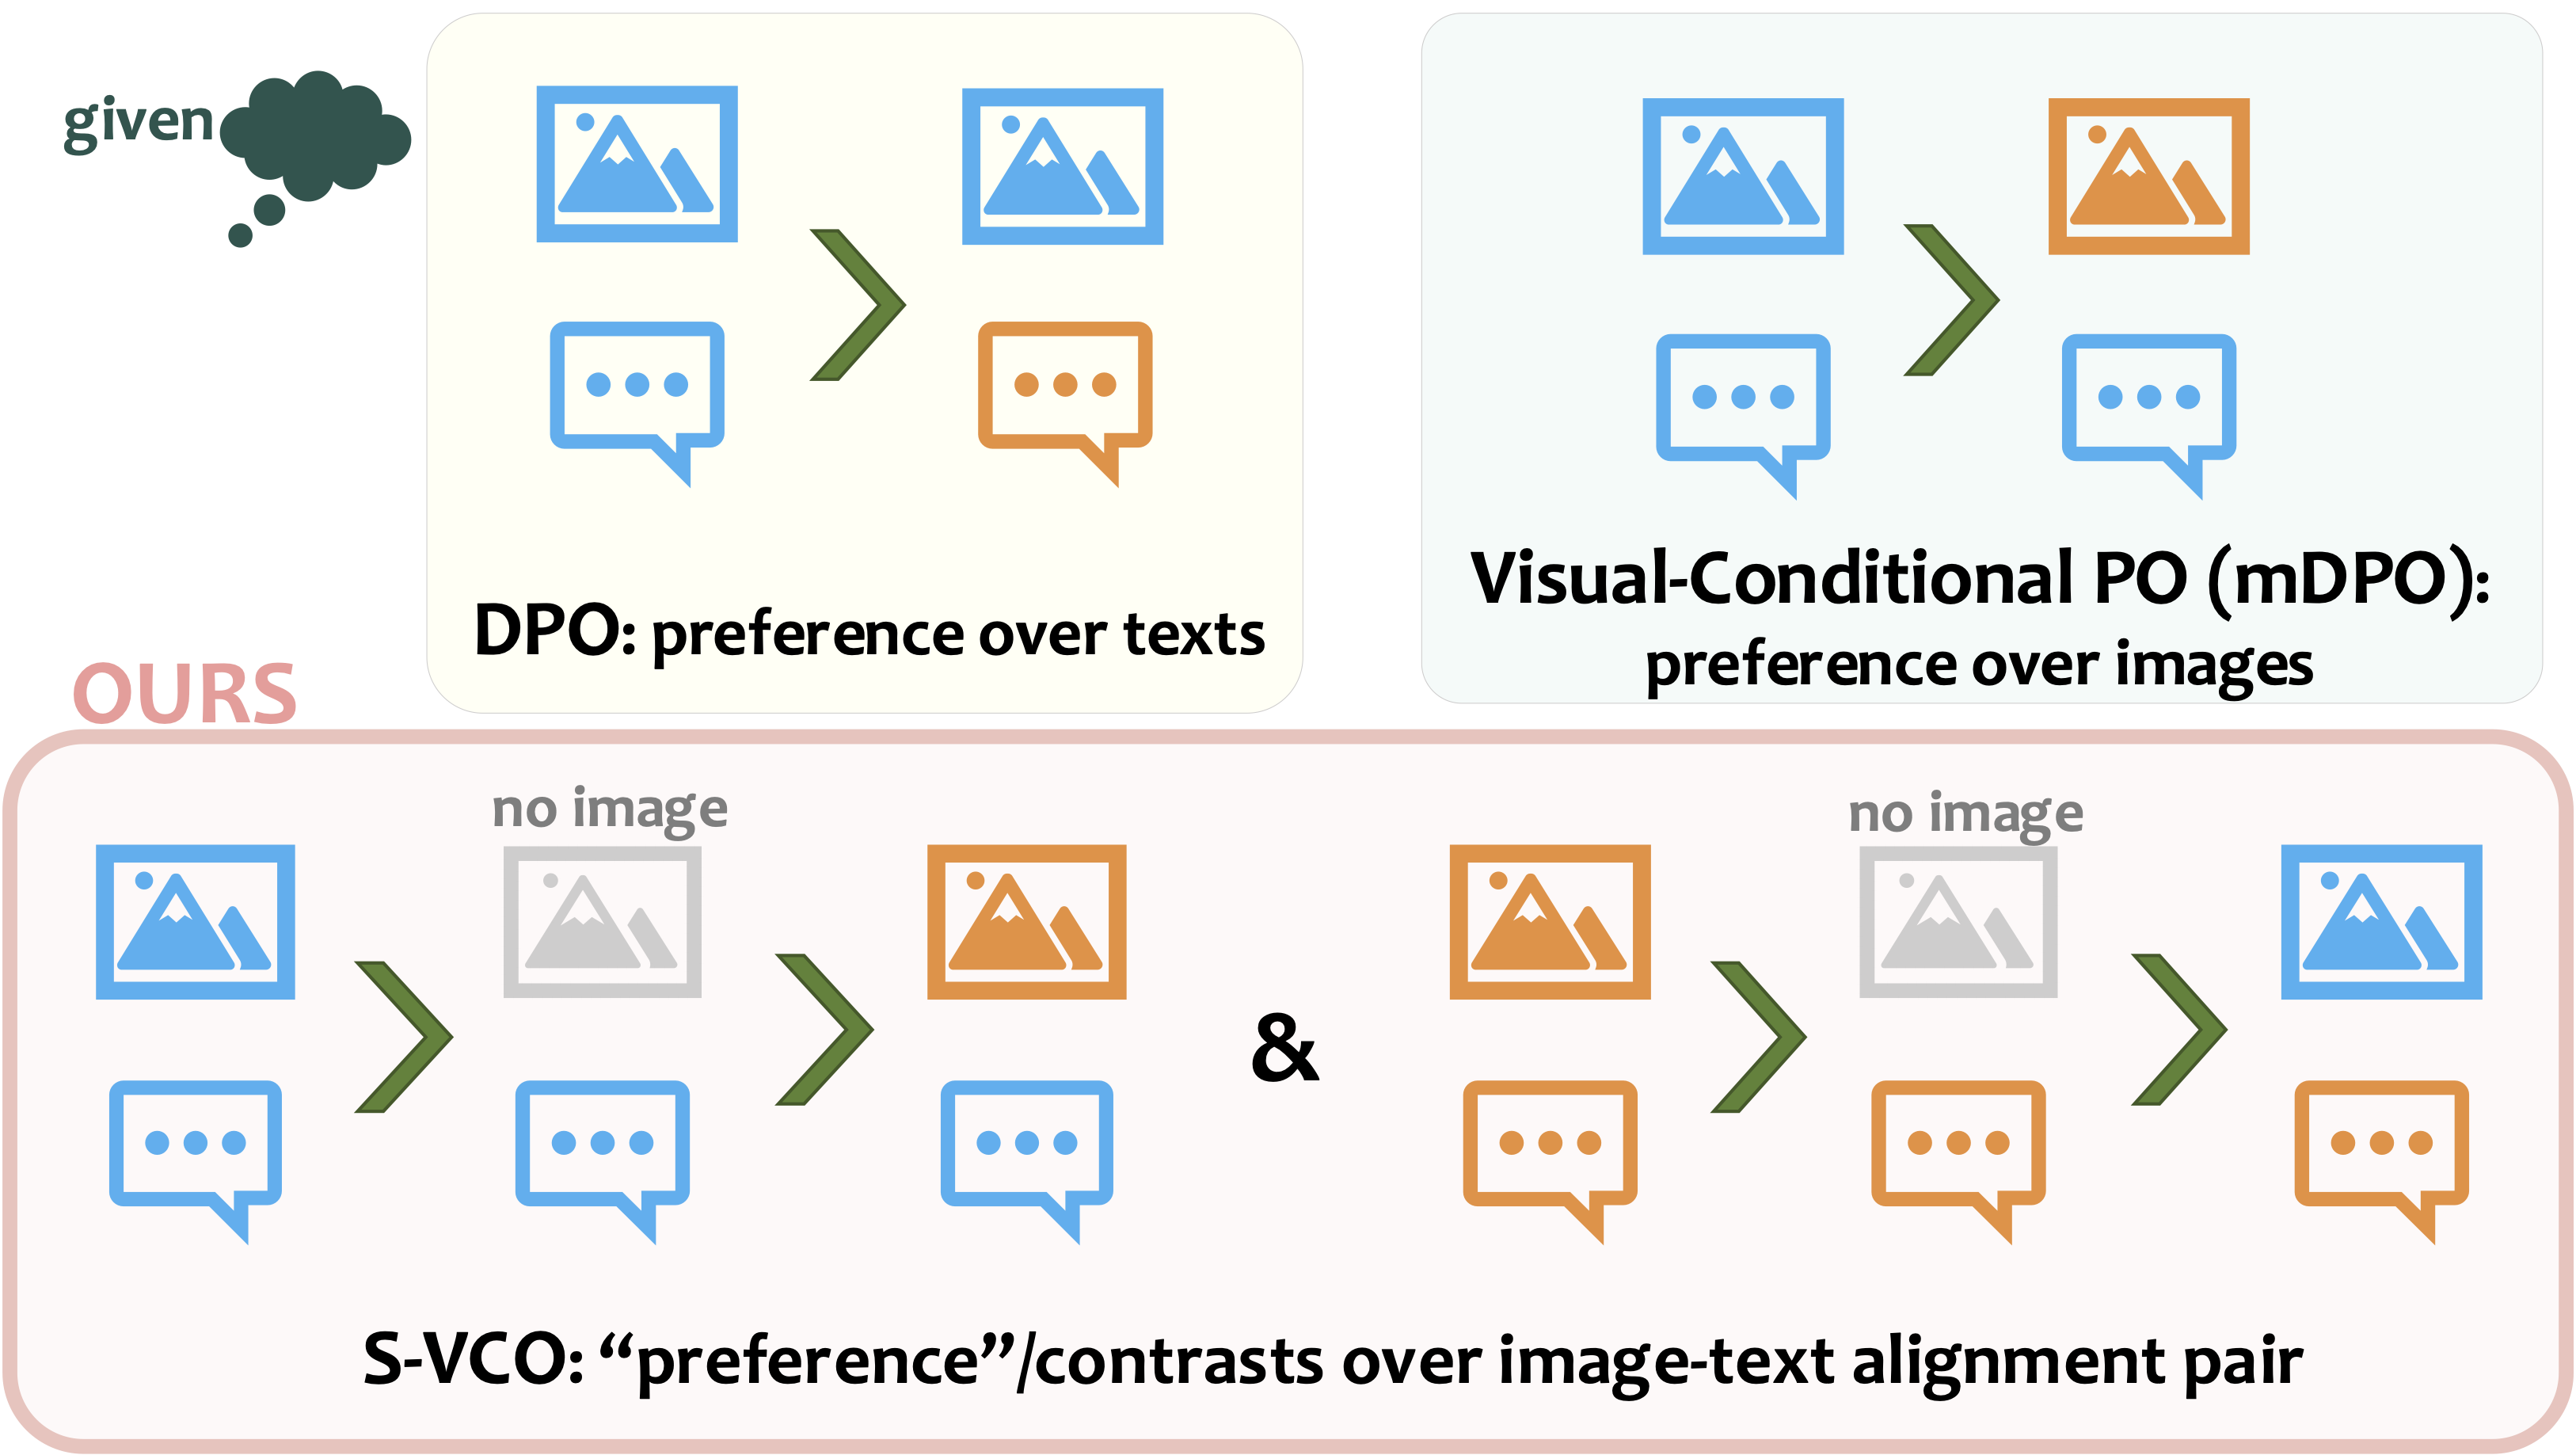 given
DPO: preference over texts
Visual-Conditional PO (mDPO):
preference over images
OURS
no image
no image
&
S-VCO: “preference”/contrasts over image-text alignment pair